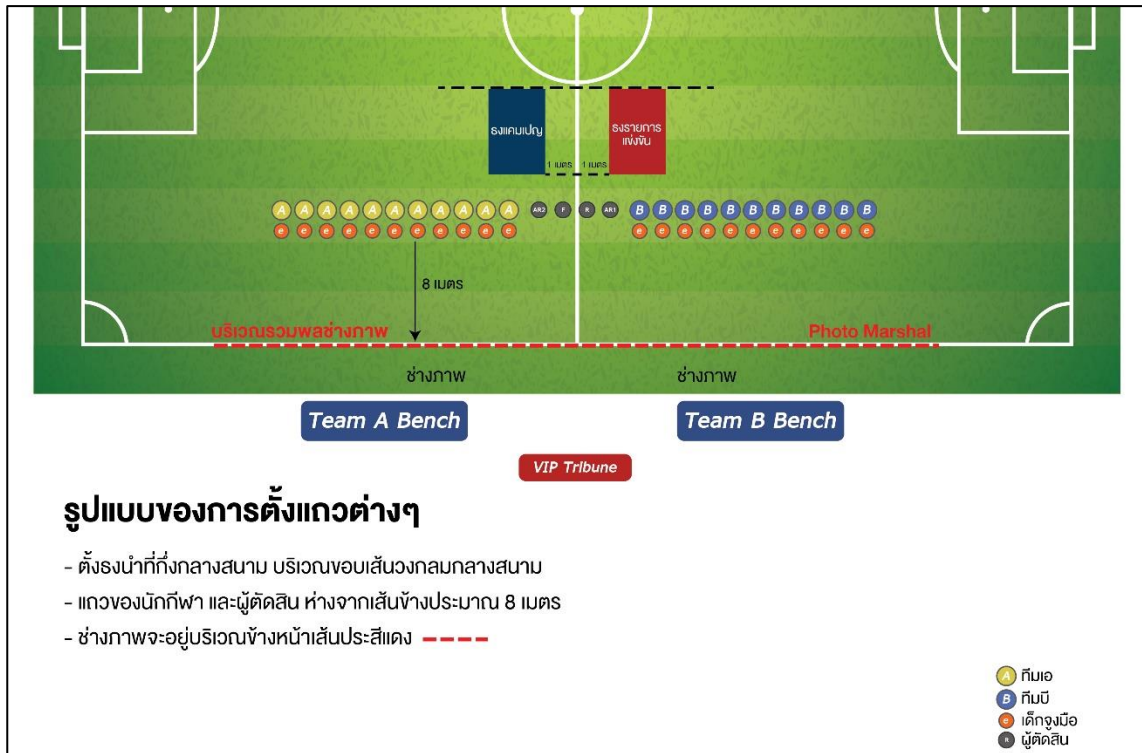 ธงแคมเปญ
ธงรายการ
แข่งขัน
1 เมตร 1 เมตร
A A A A A A A A A A A AR2 F R AR1 B B B B B B B B B B B
e e e e e e e e e e e e e e e e e e e e e e
8 เมตร
บริเวณรวมพลช่างภาพ Photo Marshal
ช่างภาพ ช่างภาพ
Team A Bench Team B Bench
VIP Tribune
รูปแบบของการตั้งแถวต่างๆ
- ตั้งธงนำที่กึ่งกลางสนาม บริเวณขอบเส้นวงกลมกลางสนาม
- แถวของนักกีฬา และผู้ตัดสิน ห่างจากเส้นข้างประมาณ 8 เมตร
- ช่างภาพจะอยู่บริเวณข้างหน้าเส้นประสีแดง
A ทีมเอ
B ทีมบี
e เด็กจูงมือ
R ผู้ตัดสิน